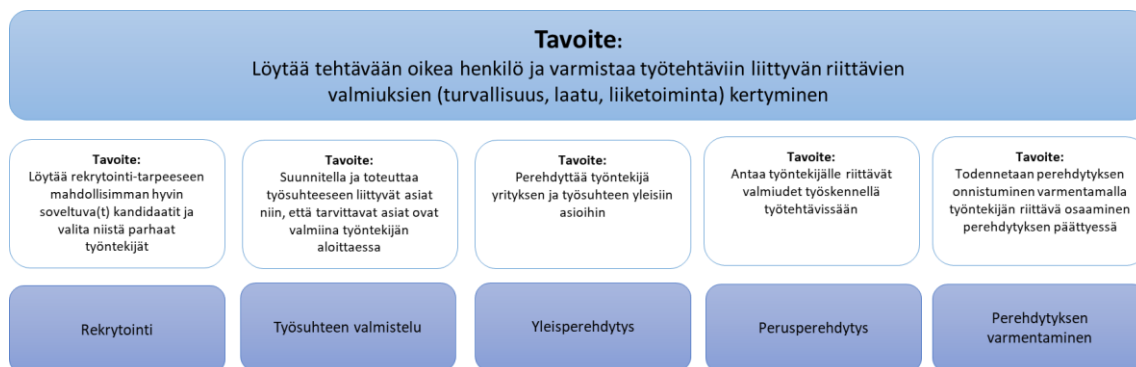 Tavoite:
Löytää tehtävään oikea henkilö ja varmistaa työtehtäviin liittyvän riittävien
valmiuksien (turvallisuus, laatu, liiketoiminta) kertyminen
Tavoite:
Löytää rekrytointi-tarpeeseen
mahdollisimman hyvin
soveltuva(t) kandidaatit ja
valita niistä parhaat
työntekijät
Tavoite:
Suunnitella ja toteuttaa
työsuhteeseen liittyvät asiat
niin, että tarvittavat asiat ovat
valmiina työntekijän
aloittaessa
Tavoite:
Perehdyttää työntekijä
yrityksen ja työsuhteen yleisiin
asioihin
Tavoite:
Antaa työntekijälle riittävät
valmiudet työskennellä
työtehtävissään
Tavoite:
Todennetaan perehdytyksen
onnistuminen varmentamalla
työntekijän riittävä osaaminen
perehdytyksen päättyessä
Rekrytointi
Työsuhteen valmistelu
Yleisperehdytys
Perusperehdytys
Perehdytyksen
varmentaminen